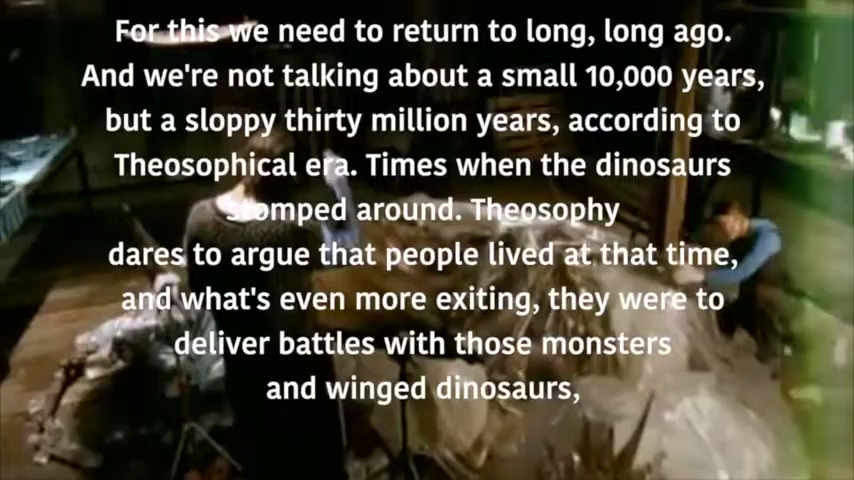 For this we need to return to long, long ago.
And we're not talking about a small 10,000 years,
but a sloppy thirty million years, according to
Theosophical era. Times when the dinosaurs
stomped around. Theosophy
dares to argue that people lived at that time,
and what's even more exiting, they were to
deliver battles with those monsters
and winged dinosaurs,